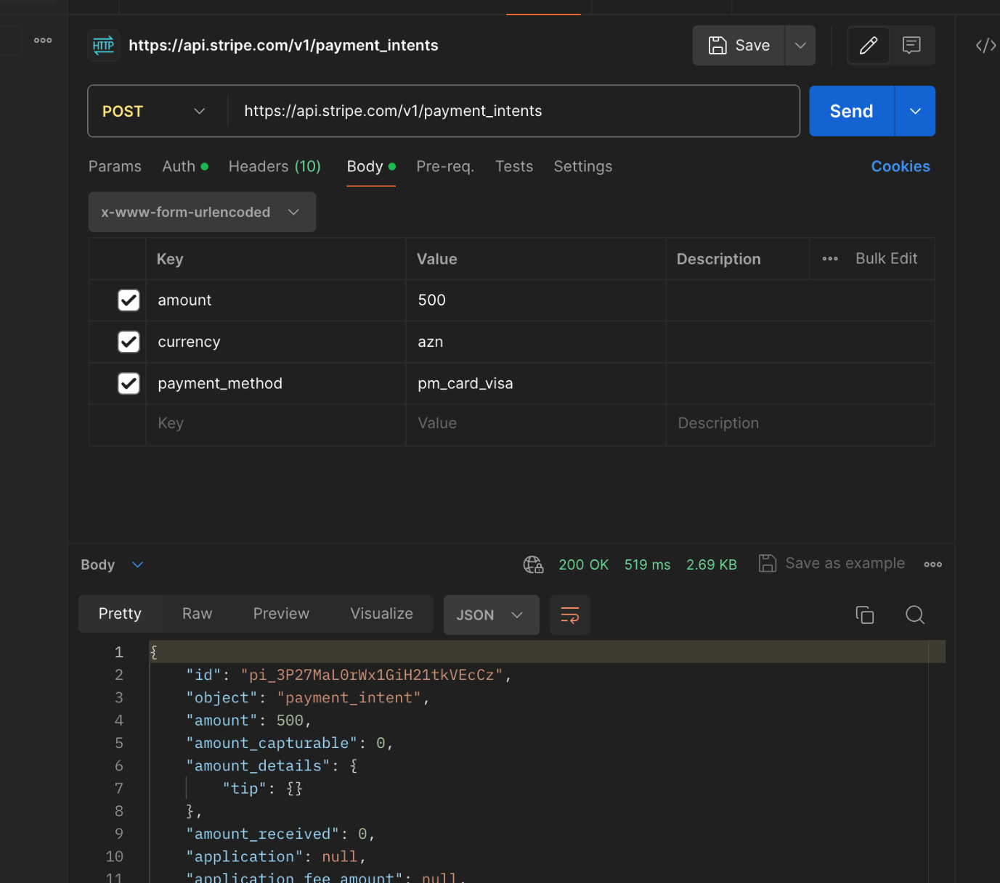 HTTP https://api.stripe.com/v1/payment_intents Save </>
POST https://api.stripe.com/v1/payment_intents Send
Params Auth Headers (10) Body Pre-req. Tests Settings Cookies
x-www-form-urlencoded
Key Value Description Bulk Edit
amount 500
currency azn
payment_method pm_card_visa
Key Value Description
Body 200 OK 519 ms 2.69 KB Save as example
Pretty Raw Preview Visualize JSON
1 {
2 "id": "pi_3P27MaL0rWx1GiH21tkVEcCz",
3 "object": "payment_intent",
4 "amount": 500,
5 "amount_capturable": 0,
6 "amount_details": {
7 "tip": {}
8 },
9 "amount_received": 0,
10 "application": null,
11 "application_fee_amount": null,